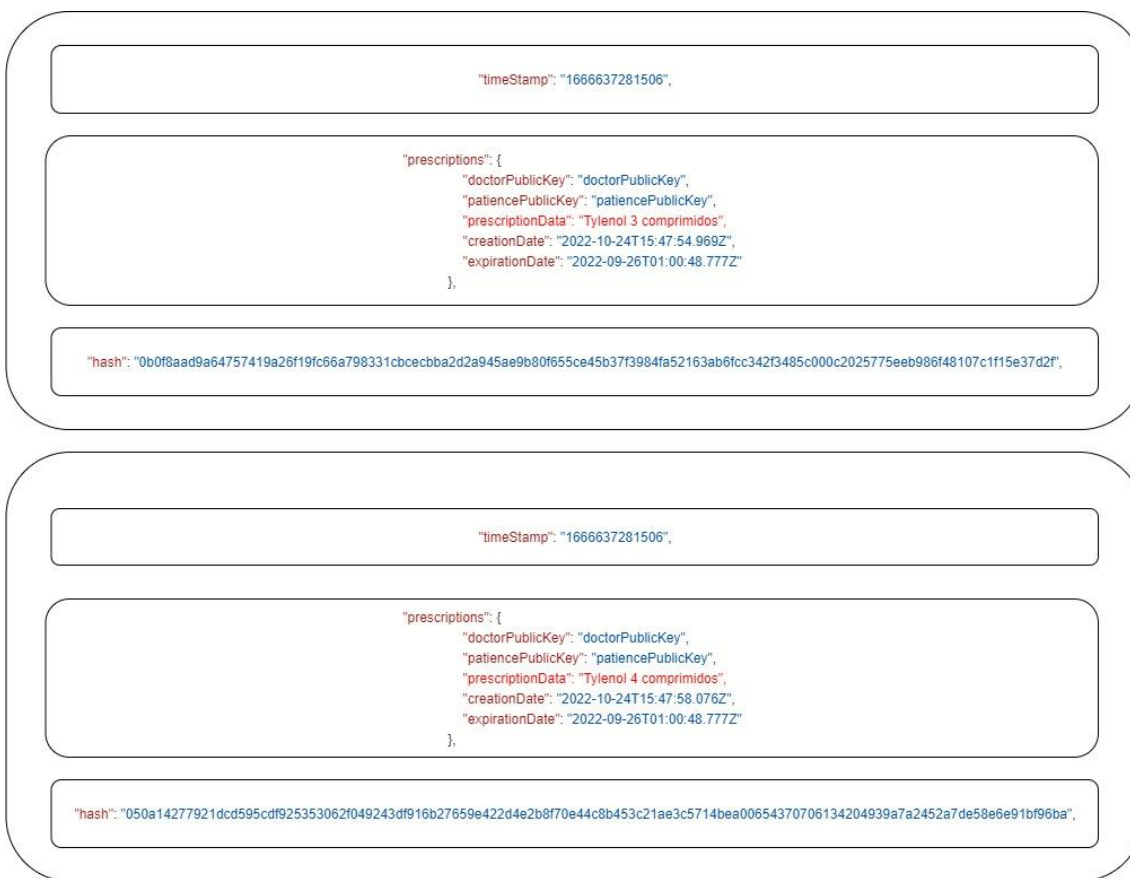 "timeStamp": "1666637281506",
"prescriptions": {
"doctorPublicKey": "doctorPublicKey",
"patiencePublicKey": "patiencePublicKey",
"prescriptionData": "Tylenol 3 comprimidos",
"creationDate": "2022-10-24T15:47:54.969Z",
"expirationDate": "2022-09-26T01:00:48.777Z"
},
"hash": "0b0f8aad9a64757419a26f19fc66a798331cbcecbba2d2a945ae9b80f655ce45b37f3984fa52163ab6fcc342f3485c000c2025775eeb986f48107c1f15e37d2f",
"timeStamp": "1666637281506",
"prescriptions": {
"doctorPublicKey": "doctorPublicKey",
"patiencePublicKey": "patiencePublicKey",
"prescriptionData": "Tylenol 4 comprimidos",
"creationDate": "2022-10-24T15:47:58.076Z",
"expirationDate": "2022-09-26T01:00:48.777Z"
},
"hash": "050a14277921dcd595cdf925353062f049243df916b27659e422d4e2b8f70e44c8b453c21ae3c5714bea00654370706134204939a7a2452a7de58e6e91bf96ba",